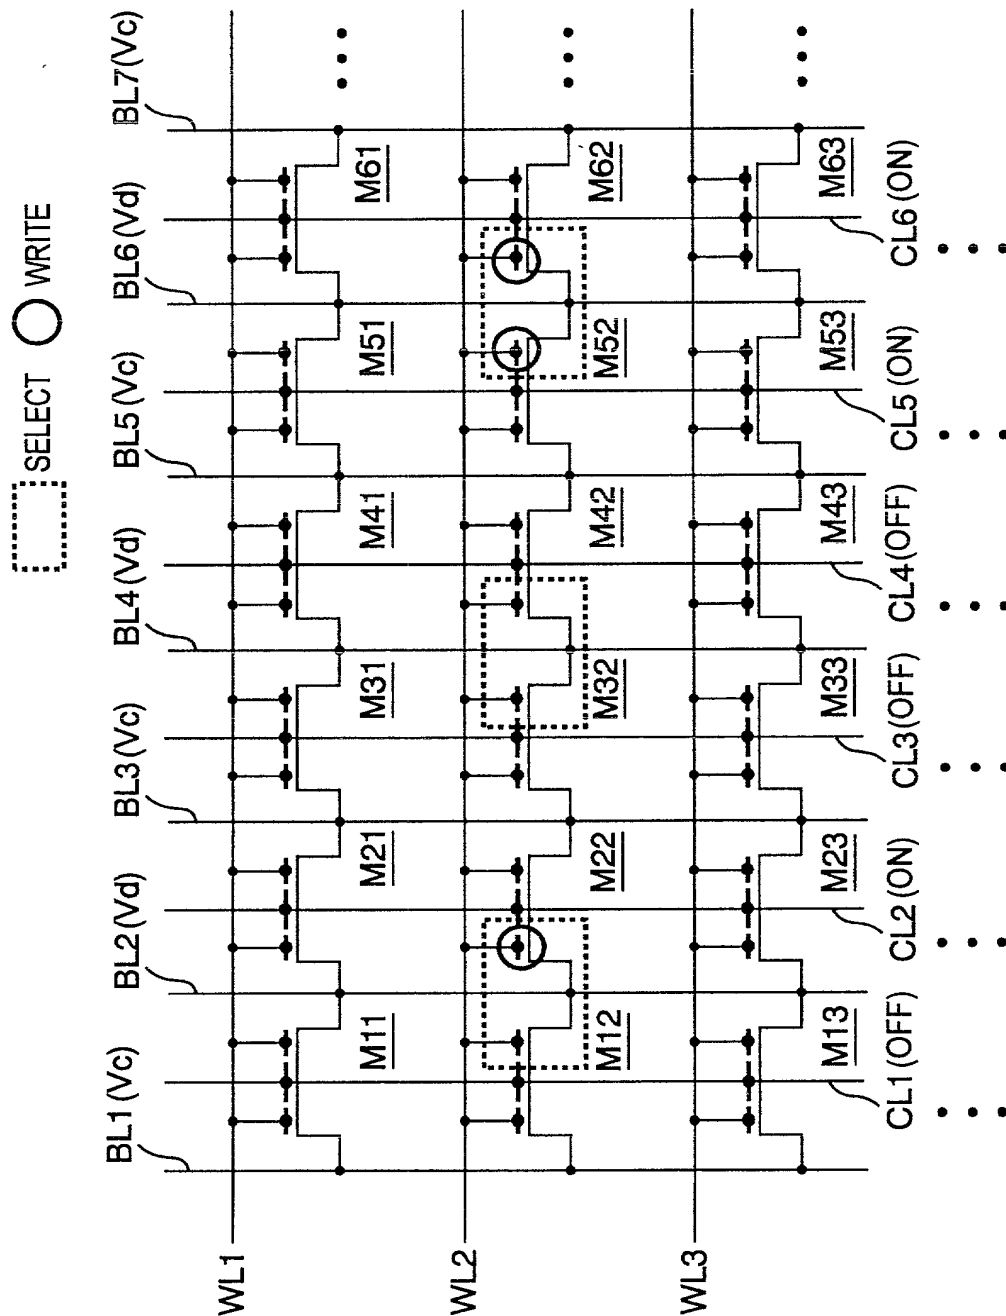 SELECT WRITE
BL1 (Vc) BL2 (Vd) BL3 (Vc) BL4 (Vd) BL5 (Vc) BL6 (Vd) BL7 (Vc)
WL1
M11 M21 M31 M41 M51 M61
WL2
M12 M22 M32 M42 M52 M62
WL3
M13 M23 M33 M43 M53 M63
CL1 (OFF) CL2 (ON) CL3 (OFF) CL4 (OFF) CL5 (ON) CL6 (ON)